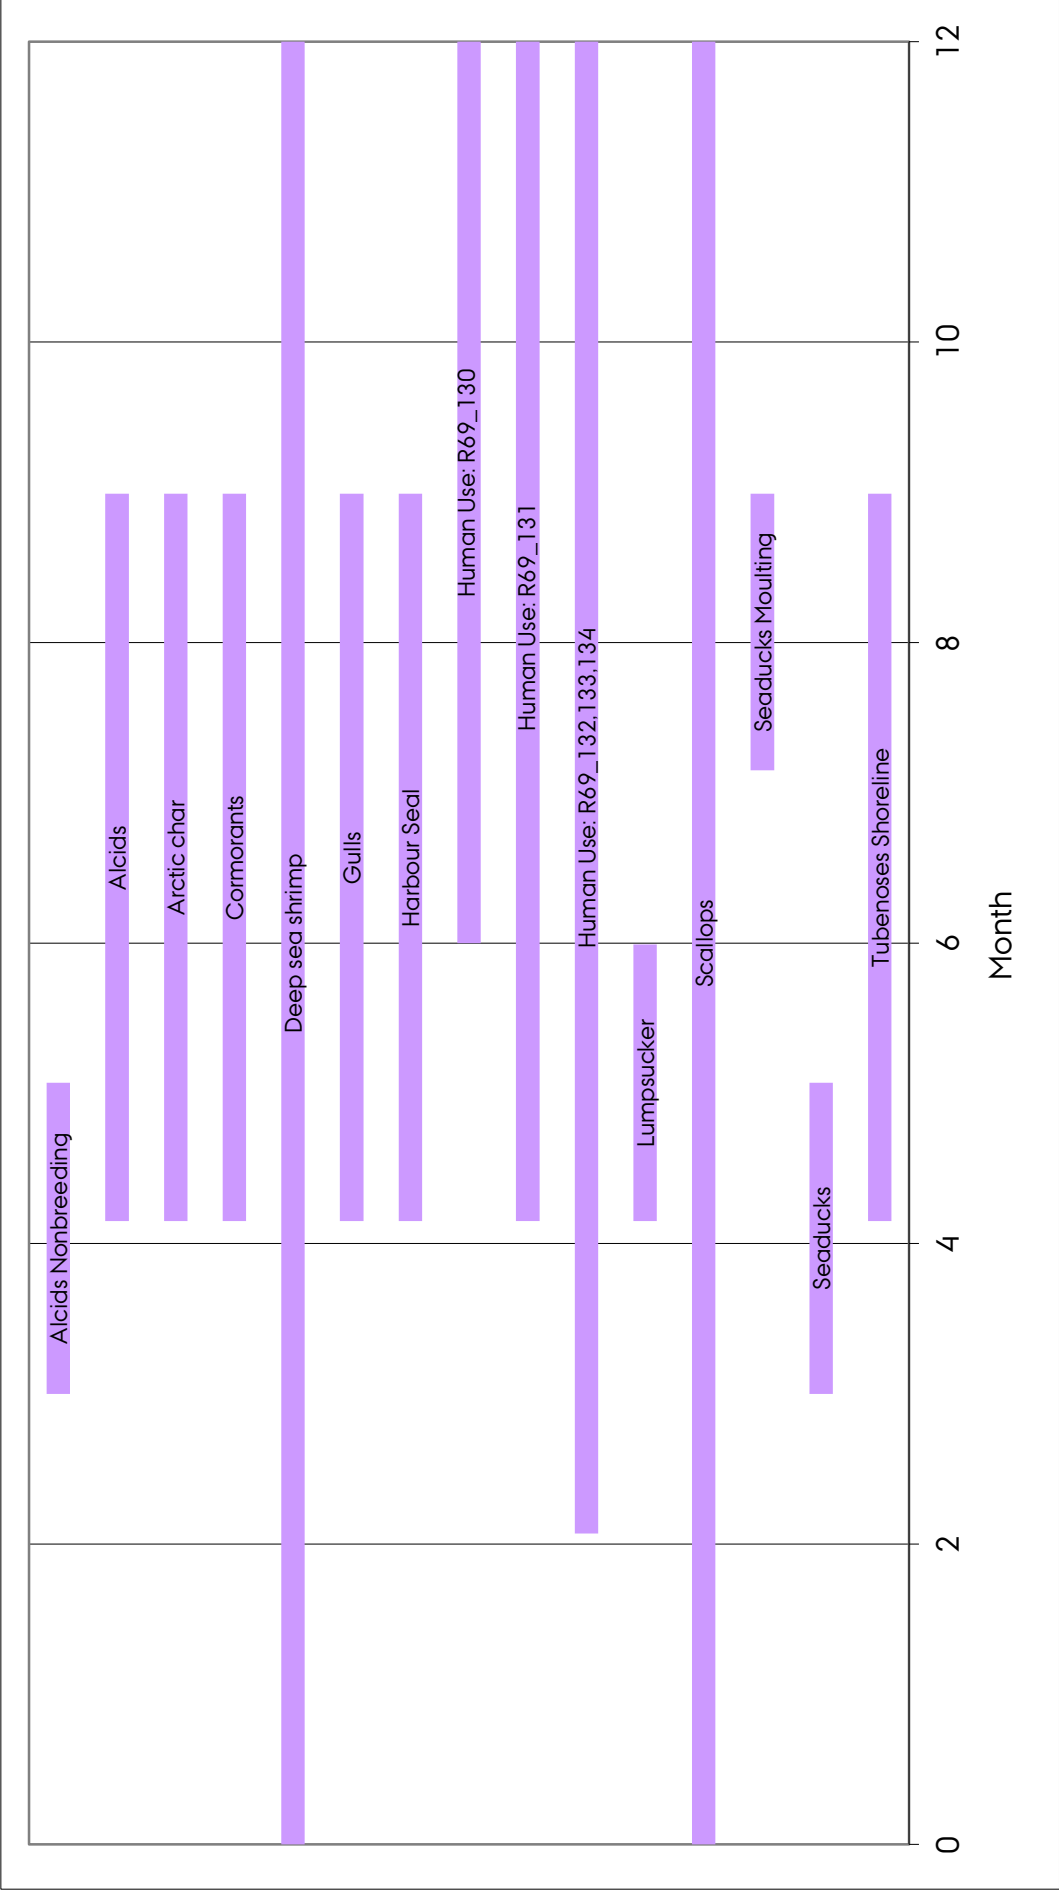 Alcids Nonbreeding
Alcids
Arctic char
Cormorants
Deep sea shrimp
Gulls
Harbour Seal
Human Use: R69_130
Human Use: R69_131
Human Use: R69_132,133,134
Lumpsucker
Scallops
Seaducks Moulting
Seaducks
Tubenoses Shoreline
0 2 4 6 8 10 12
Month